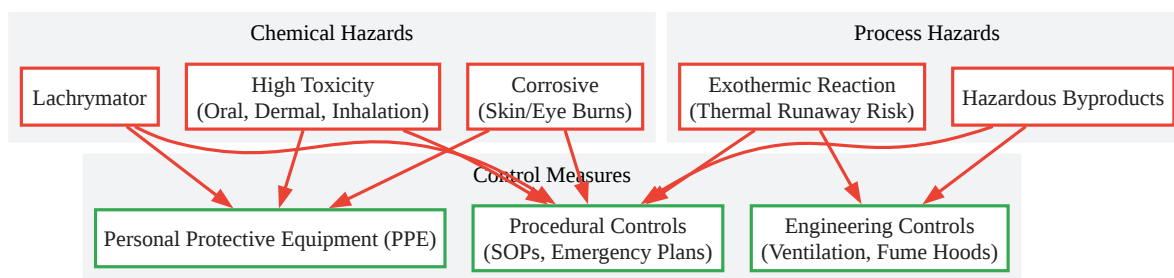 Chemical Hazards
Process Hazards
Lachrymator
High Toxicity
(Oral, Dermal, Inhalation)
Corrosive
(Skin/Eye Burns)
Exothermic Reaction
(Thermal Runaway Risk)
Hazardous Byproducts
Control Measures
Personal Protective Equipment (PPE)
Procedural Controls
(SOPs, Emergency Plans)
Engineering Controls
(Ventilation, Fume Hoods)